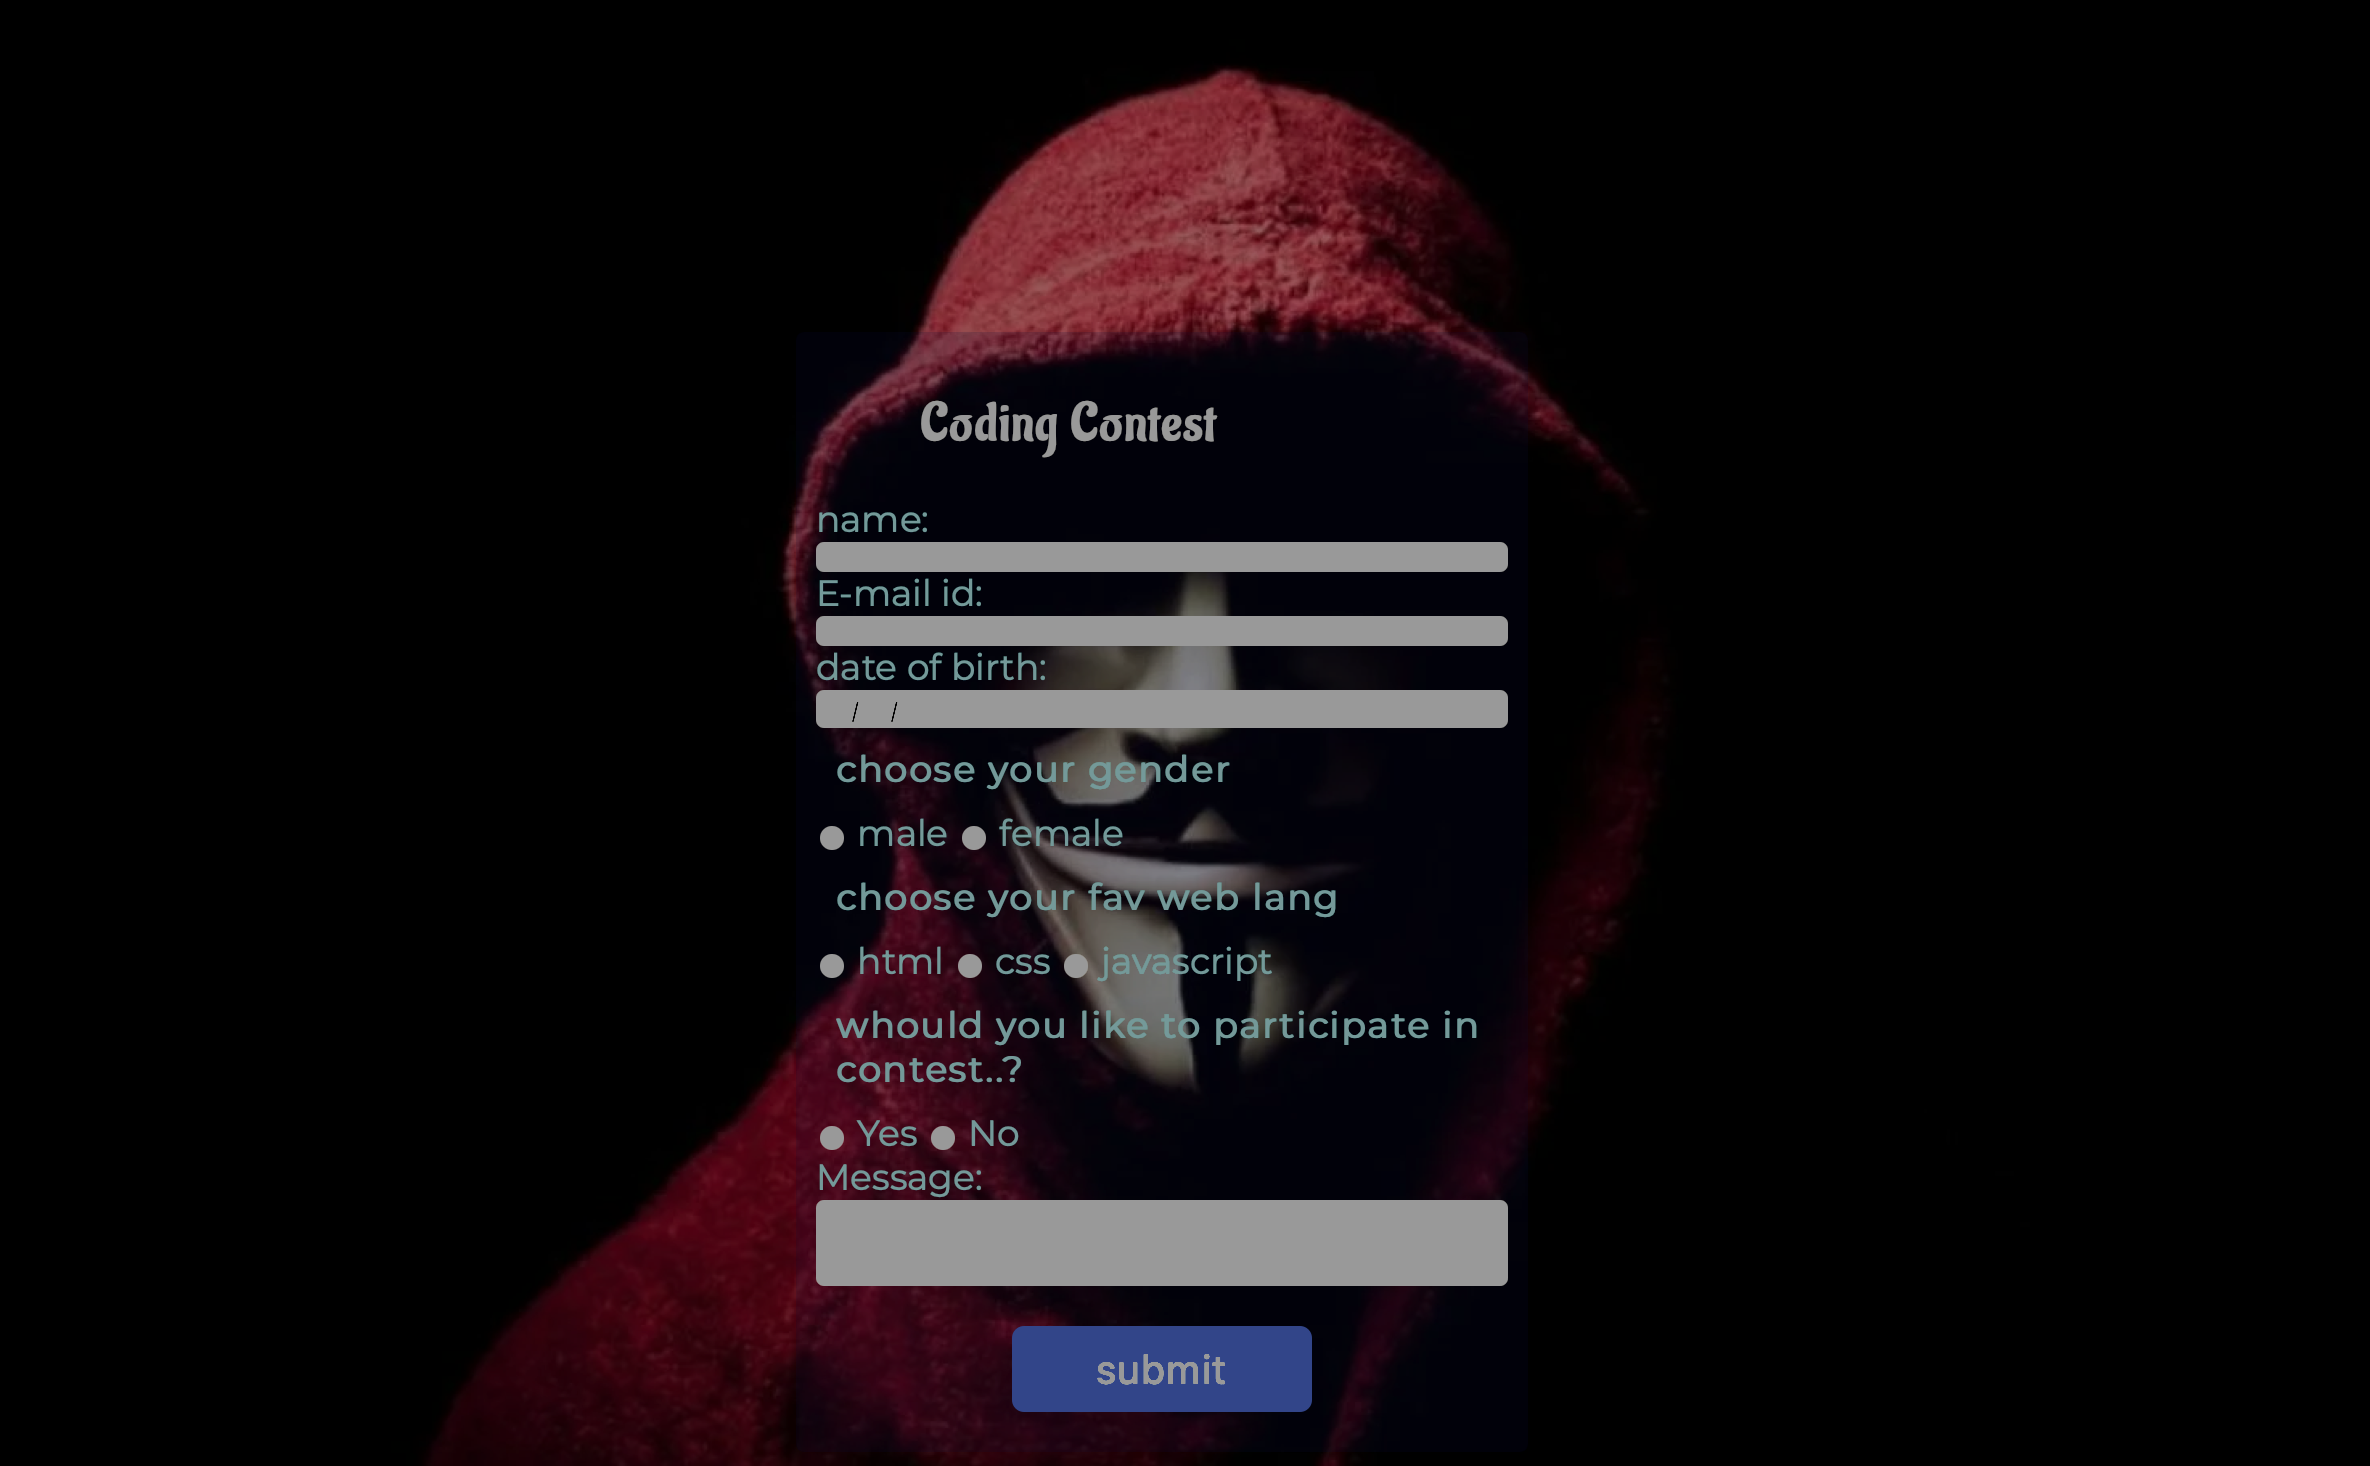 Coding Contest
name:
E-mail id:
date of birth:
/ /
choose your gender
male female
choose your fav web lang
html css javascript
whould you like to participate in
contest..?
Yes No
Message:
submit